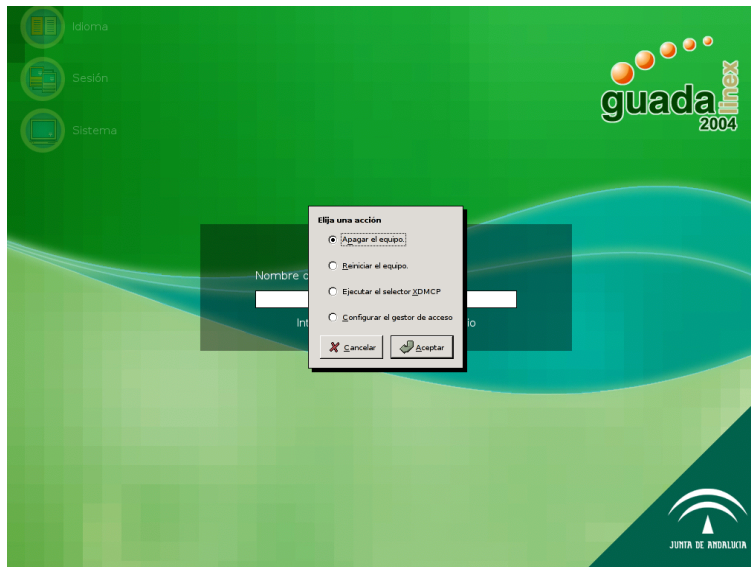 Idioma
Sesión
Sistema
guada
linex
2004
Elija una acción
Apagar el equipo.
Reiniciar el equipo.
Ejecutar el selector XDMCP
Configurar el gestor de acceso
Cancelar
Aceptar
Nombre
JUNTA DE ANDALUCIA